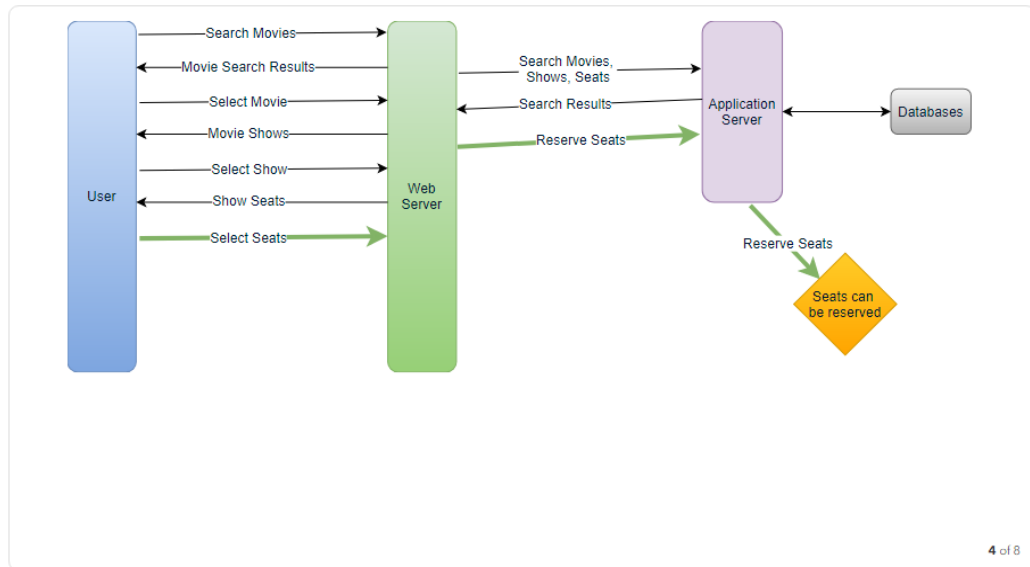 Search Movies
Movie Search Results
Select Movie
Movie Shows
Select Show
Show Seats
Select Seats
User
Web
Server
Search Movies,
Shows, Seats
Search Results
Reserve Seats
Application
Server
Databases
Reserve Seats
Seats can
be reserved
4 of 8